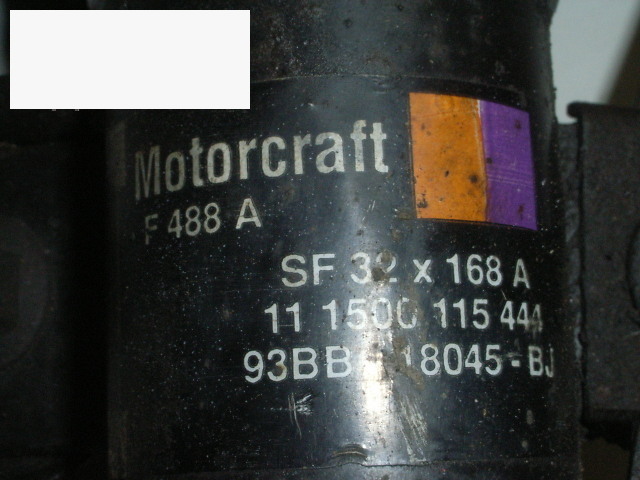 Motorcraft
F 488 A
SF 32 x 168 A
11 1500 115 444
93BB 18045-BJ